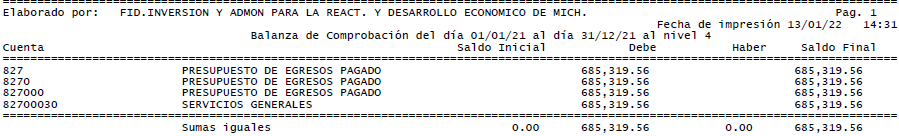 Elaborado por: FID.INVERSION Y ADMON PARA LA REACT. Y DESARROLLO ECONOMICO DE MICH. Pag. 1
Fecha de impresión 13/01/22 14:31
Balanza de Comprobación del día 01/01/21 al día 31/12/21 al nivel 4
Cuenta Saldo Inicial Debe Haber Saldo Final
827 PRESUPUESTO DE EGRESOS PAGADO 685,319.56 685,319.56
8270 PRESUPUESTO DE EGRESOS PAGADO 685,319.56 685,319.56
827000 PRESUPUESTO DE EGRESOS PAGADO 685,319.56 685,319.56
82700030 SERVICIOS GENERALES 685,319.56 685,319.56
Sumas iguales 0.00 685,319.56 0.00 685,319.56